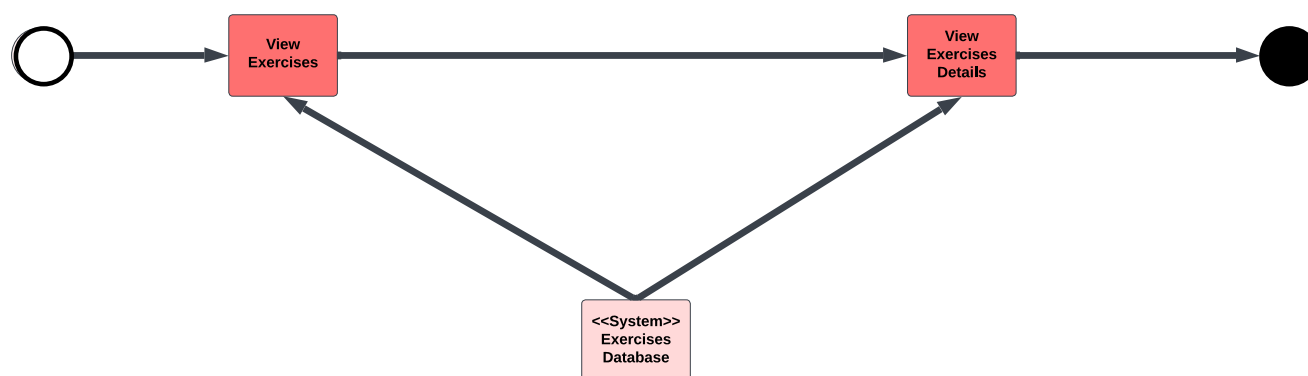 View
Exercises
View
Exercises
Details
<<System>>
Exercises
Database